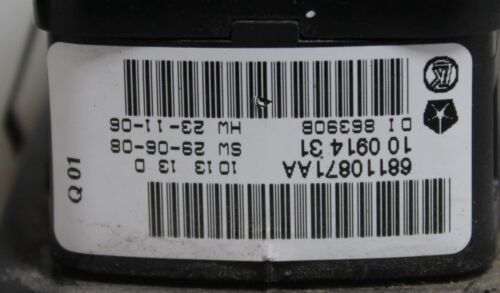 68110871AA
10 0914 31
D I 863908
10 13 13 D
SW 29-06-08
HW 23-11-06
Q 01